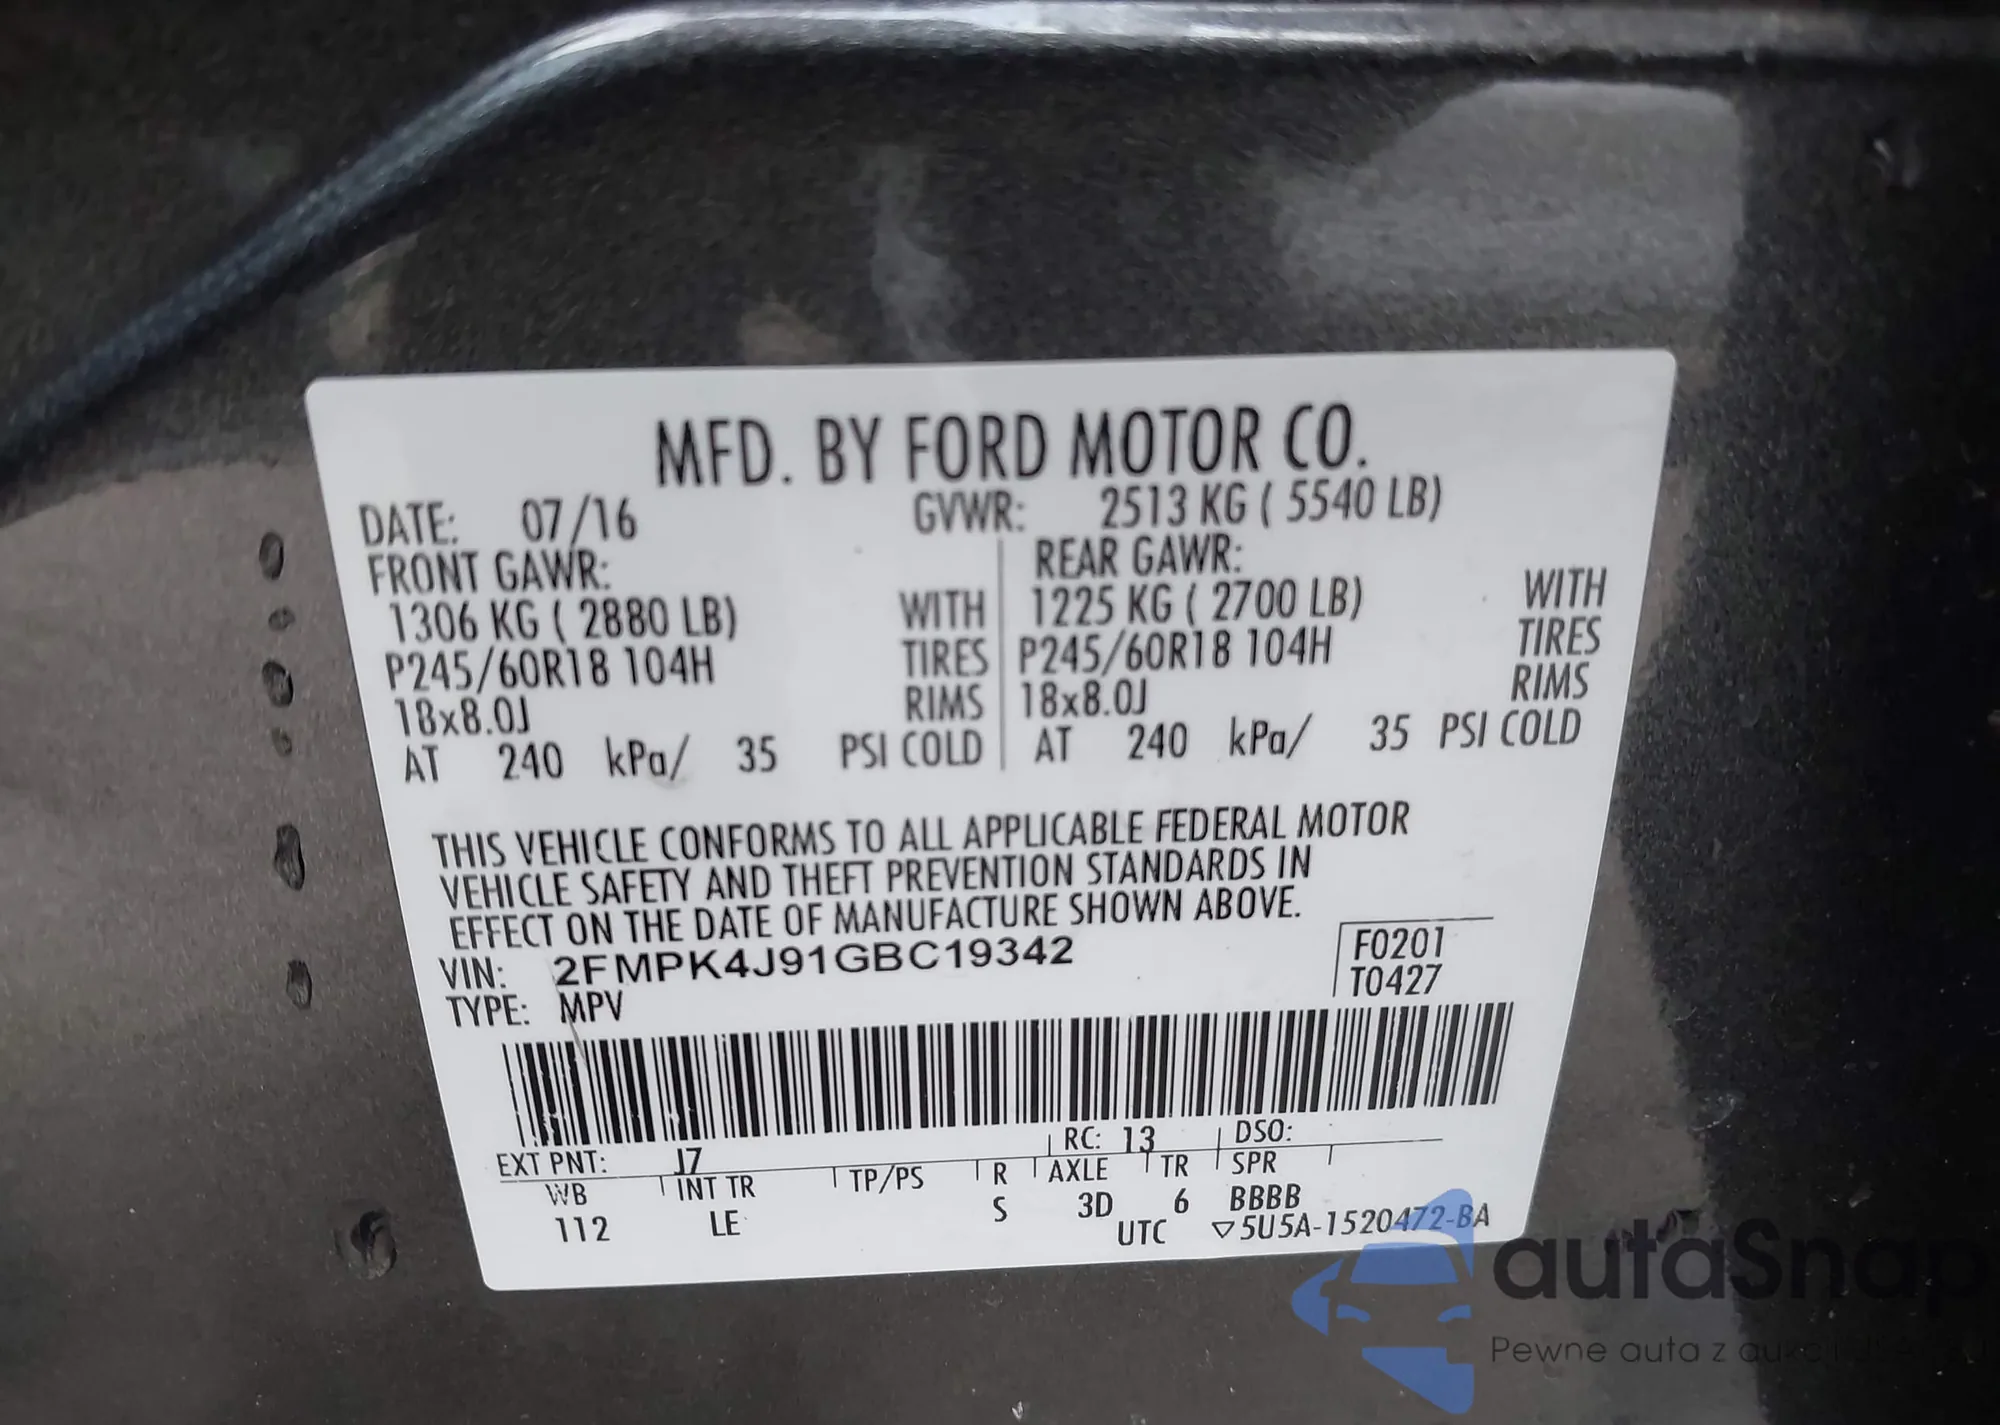 MFD. BY FORD MOTOR CO.
DATE: 07/16 GVWR: 2513 KG ( 5540 LB)
FRONT GAWR: REAR GAWR:
1306 KG ( 2880 LB) WITH 1225 KG ( 2700 LB) WITH
P245/60R18 104H TIRES P245/60R18 104H TIRES
18x8.0J RIMS 18x8.0J RIMS
AT 240 kPa/ 35 PSI COLD AT 240 kPa/ 35 PSI COLD
THIS VEHICLE CONFORMS TO ALL APPLICABLE FEDERAL MOTOR
VEHICLE SAFETY AND THEFT PREVENTION STANDARDS IN
EFFECT ON THE DATE OF MANUFACTURE SHOWN ABOVE.
VIN: 2FMPK4J91GBC19342 F0201
TYPE: MPV T0427
EXT PNT: J7 RC: 13 DSO:
WB INT TR TP/PS R AXLE TR SPR
112 LE S 3D 6 BBBB
UTC ▽5U5A-1520472-BA
autaSnap
Pewne auta z